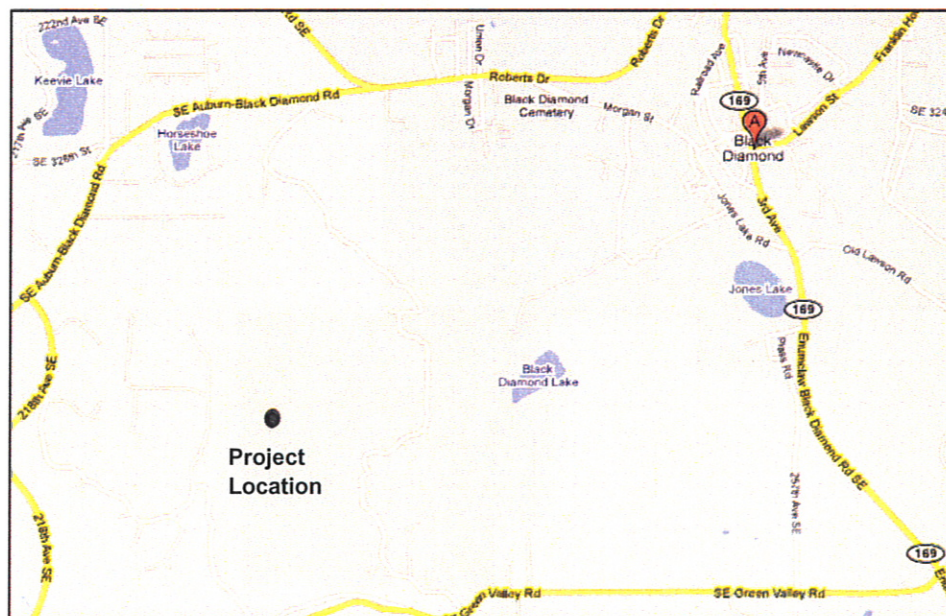 222nd Ave SE
Keevie Lake
217th Ave SE
SE 328th St
SE Auburn-Black Diamond Rd
Horseshoe
Lake
SE Auburn-Black Diamond Rd
Rd SE
Union Dr
Morgan Dr
Roberts Dr
Roberts Dr
Black Diamond
Cemetery
Morgan St
Railroad Ave
5th Ave
Newcastle Dr
Franklin Ho
169
A
Black
Diamond
Lawson St
SE 324
3rd Ave
Jones Lake Rd
Old Lawson Rd
Jones Lake
169
Plass Rd
Enumclaw Black Diamond Rd SE
Black
Diamond Lake
218th Ave SE
Project
Location
218th Ave SE
257th Ave SE
169
En
Green Valley Rd
SE Green Valley Rd